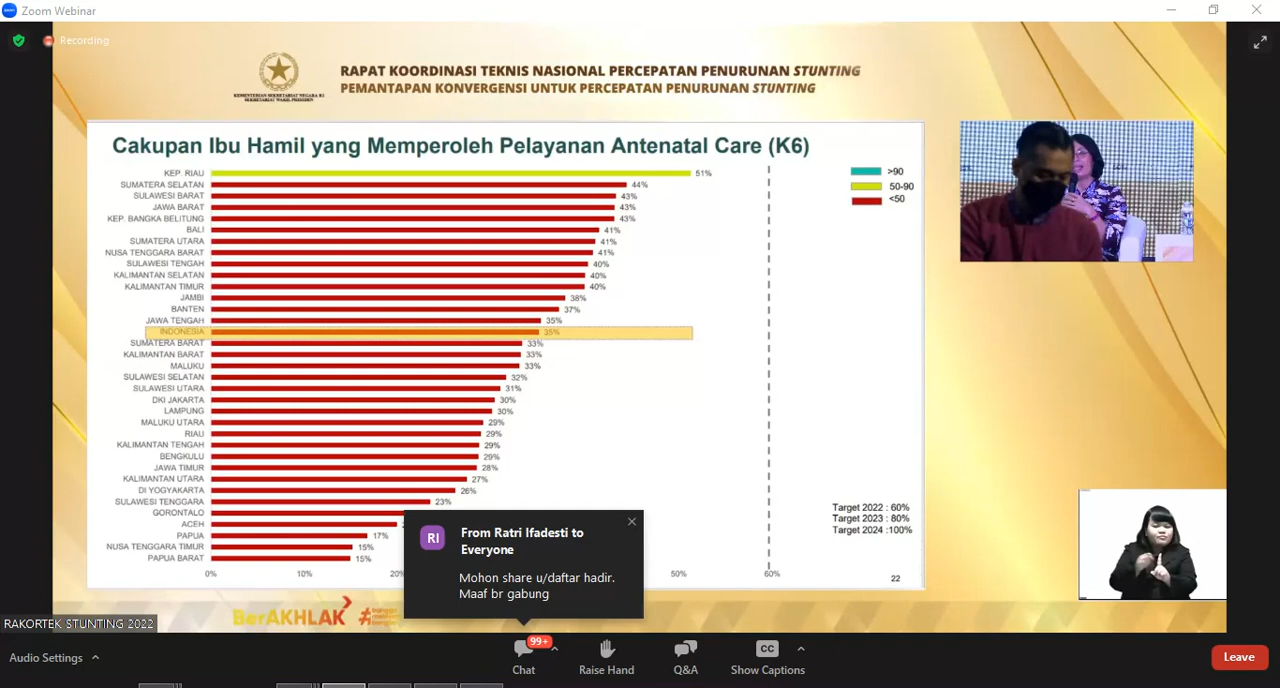 Zoom Webinar
Recording
RAPAT KOORDINASI TEKNIS NASIONAL PERCEPATAN PENURUNAN STUNTING
PEMANTAPAN KONVERGENSI UNTUK PERCEPATAN PENURUNAN STUNTING
KEMENTERIAN SEKRETARIAT NEGARA RI
SEKRETARIAT WAKIL PRESIDEN
Cakupan Ibu Hamil yang Memperoleh Pelayanan Antenatal Care (K6)
KEP. RIAU 51%
SUMATERA SELATAN 44%
SULAWESI BARAT 43%
JAWA BARAT 43%
KEP. BANGKA BELITUNG 43%
BALI 41%
SUMATERA UTARA 41%
NUSA TENGGARA BARAT 41%
SULAWESI TENGAH 40%
KALIMANTAN SELATAN 40%
KALIMANTAN TIMUR 40%
JAMBI 38%
BANTEN 37%
JAWA TENGAH 35%
INDONESIA 35%
SUMATERA BARAT 33%
KALIMANTAN BARAT 33%
MALUKU 33%
SULAWESI SELATAN 32%
SULAWESI UTARA 31%
DKI JAKARTA 30%
LAMPUNG 30%
MALUKU UTARA 29%
RIAU 29%
KALIMANTAN TENGAH 29%
BENGKULU 29%
JAWA TIMUR 28%
KALIMANTAN UTARA 27%
DI YOGYAKARTA 26%
SULAWESI TENGGARA 23%
GORONTALO
ACEH
PAPUA 17%
NUSA TENGGARA TIMUR 15%
PAPUA BARAT 15%
0% 10% 20% 50% 60%
>90
50-90
<50
Target 2022 : 60%
Target 2023 : 80%
Target 2024 :100%
22
RI
From Ratri Ifadesti to
Everyone
Mohon share u/daftar hadir.
Maaf br gabung
BerAKHLAK
RAKORTEK STUNTING 2022
Audio Settings
99+
Chat
Raise Hand
Q&A
CC
Show Captions
Leave